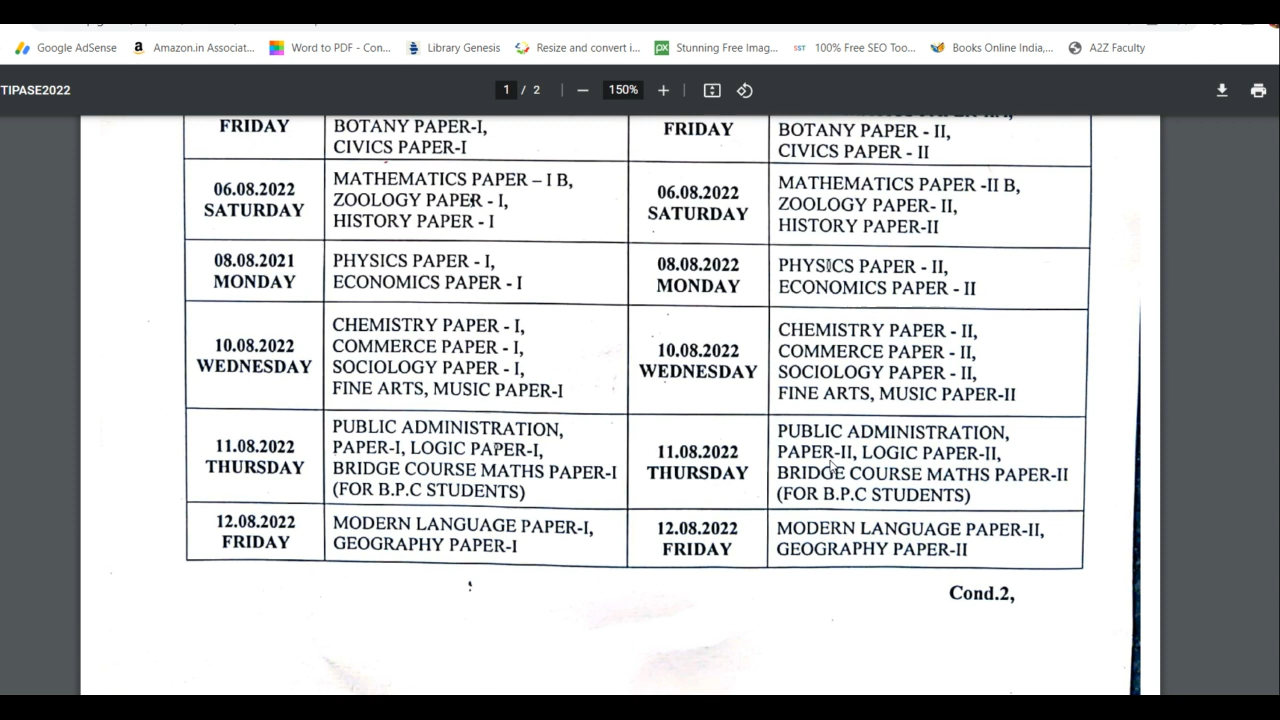 Google AdSense
Amazon.in Associat...
Word to PDF - Con...
Library Genesis
Resize and convert i...
px
Stunning Free Imag...
SST
100% Free SEO Too...
Books Online India,...
A2Z Faculty
TIPASE2022
1 / 2
150%
FRIDAY
BOTANY PAPER-I,
CIVICS PAPER-I
FRIDAY
BOTANY PAPER - II,
CIVICS PAPER - II
06.08.2022
SATURDAY
MATHEMATICS PAPER – I B,
ZOOLOGY PAPER - I,
HISTORY PAPER - I
06.08.2022
SATURDAY
MATHEMATICS PAPER -II B,
ZOOLOGY PAPER- II,
HISTORY PAPER-II
08.08.2021
MONDAY
PHYSICS PAPER - I,
ECONOMICS PAPER - I
08.08.2022
MONDAY
PHYSICS PAPER - II,
ECONOMICS PAPER - II
10.08.2022
WEDNESDAY
CHEMISTRY PAPER - I,
COMMERCE PAPER - I,
SOCIOLOGY PAPER - I,
FINE ARTS, MUSIC PAPER-I
10.08.2022
WEDNESDAY
CHEMISTRY PAPER - II,
COMMERCE PAPER - II,
SOCIOLOGY PAPER - II,
FINE ARTS, MUSIC PAPER-II
11.08.2022
THURSDAY
PUBLIC ADMINISTRATION,
PAPER-I, LOGIC PAPER-I,
BRIDGE COURSE MATHS PAPER-I
(FOR B.P.C STUDENTS)
11.08.2022
THURSDAY
PUBLIC ADMINISTRATION,
PAPER-II, LOGIC PAPER-II,
BRIDGE COURSE MATHS PAPER-II
(FOR B.P.C STUDENTS)
12.08.2022
FRIDAY
MODERN LANGUAGE PAPER-I,
GEOGRAPHY PAPER-I
12.08.2022
FRIDAY
MODERN LANGUAGE PAPER-II,
GEOGRAPHY PAPER-II
Cond.2,